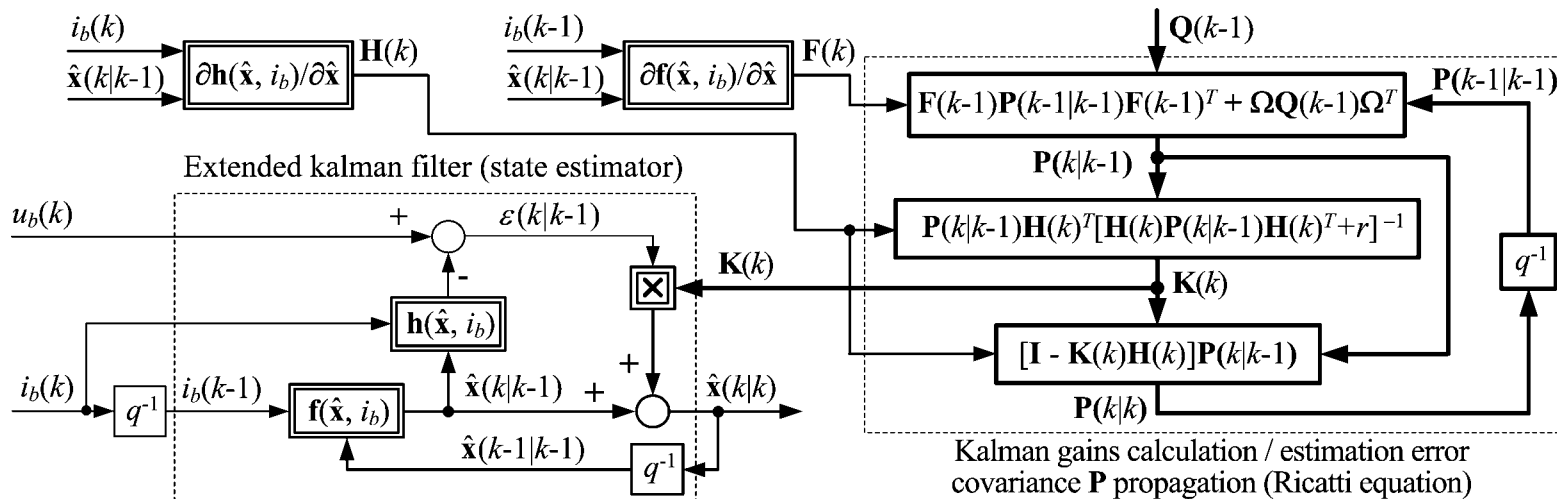 i_b(k)
x̂(k|k-1)
∂h(x̂, i_b)/∂x̂
H(k)
i_b(k-1)
x̂(k|k-1)
∂f(x̂, i_b)/∂x̂
F(k)
Q(k-1)
F(k-1)P(k-1|k-1)F(k-1)^T + ΩQ(k-1)Ω^T
P(k-1|k-1)
P(k|k-1)
P(k|k-1)H(k)^T[H(k)P(k|k-1)H(k)^T+r]^-1
q^-1
K(k)
[I - K(k)H(k)]P(k|k-1)
P(k|k)
Kalman gains calculation / estimation error
covariance P propagation (Ricatti equation)
Extended kalman filter (state estimator)
u_b(k)
+
ε(k|k-1)
-
×
K(k)
h(x̂, i_b)
+
i_b(k)
q^-1
i_b(k-1)
f(x̂, i_b)
x̂(k|k-1)
+
x̂(k|k)
x̂(k-1|k-1)
q^-1